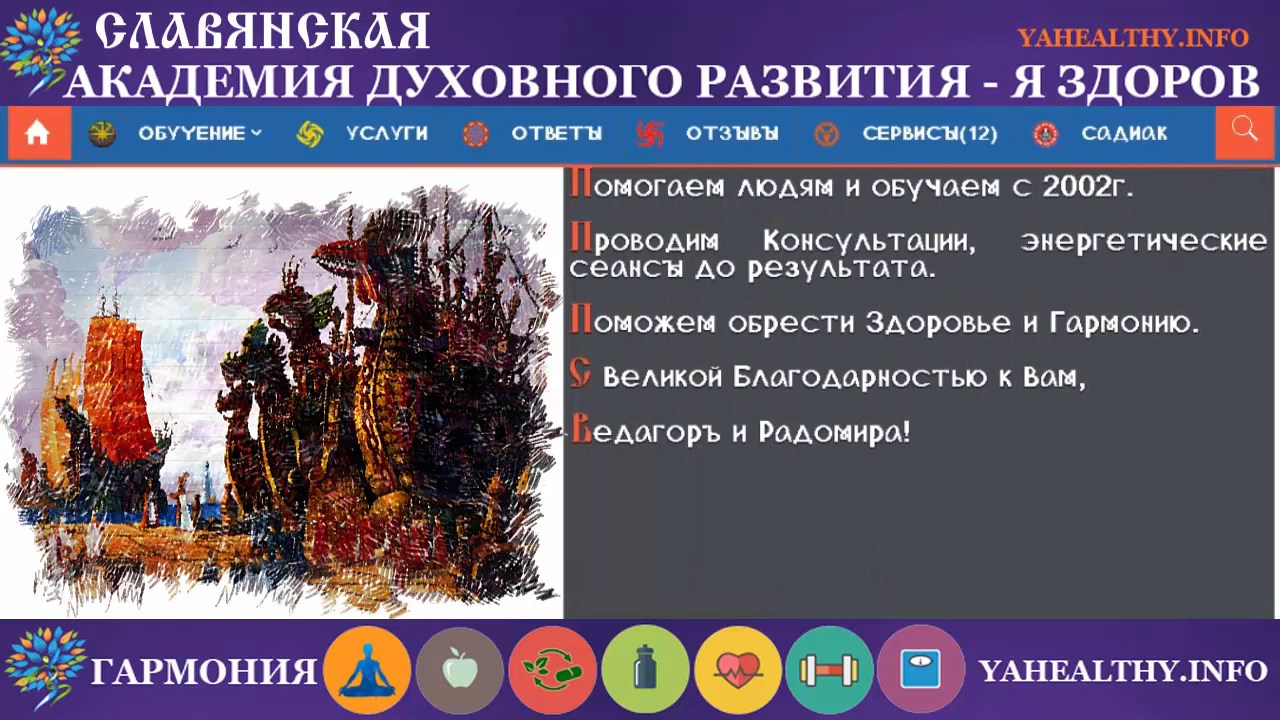 СЛАВЯНСКАЯ
YAHEALTHY.INFO
АКАДЕМИЯ ДУХОВНОГО РАЗВИТИЯ - Я ЗДОРОВ
ОБУЧЕНИЕ
УСЛУГИ
ОТВЕТЫ
ОТЗЫВЫ
СЕРВИСЫ(12)
САДИАК
Помогаем людям и обучаем с 2002г.
Проводим Консультации, энергетические
сеансы до результата.
Поможем обрести Здоровье и Гармонию.
С Великой Благодарностью к Вам,
Ведагоръ и Радомира!
ГАРМОНИЯ
YAHEALTHY.INFO